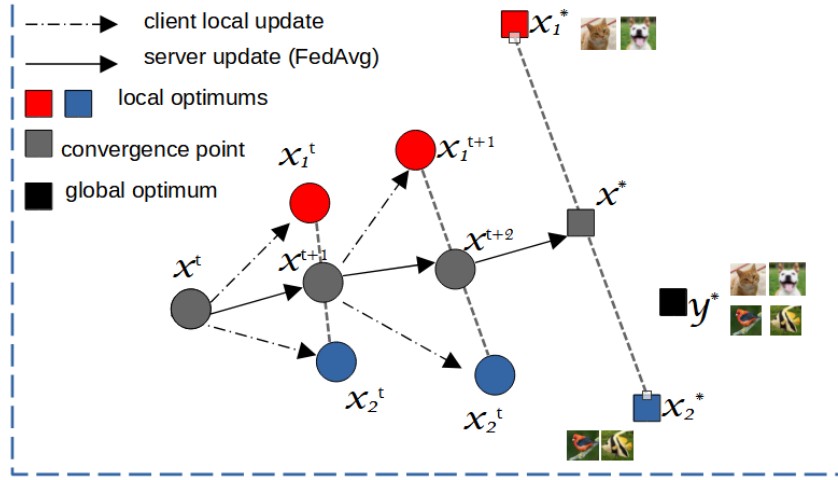 client local update
server update (FedAvg)
local optimums
convergence point
global optimum
x₁*
x₁ᵗ
x₁ᵗ⁺¹
x*
xᵗ
xᵗ⁺¹
xᵗ⁺²
y*
x₂ᵗ
x₂ᵗ
x₂*